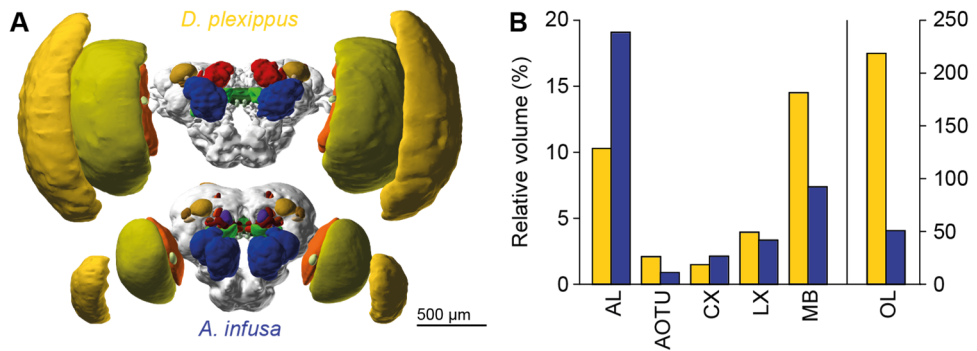 A
D. plexippus
A. infusa
500 µm
B
Relative volume (%)
20
15
10
5
0
250
200
150
100
50
0
AL
AOTU
CX
LX
MB
OL